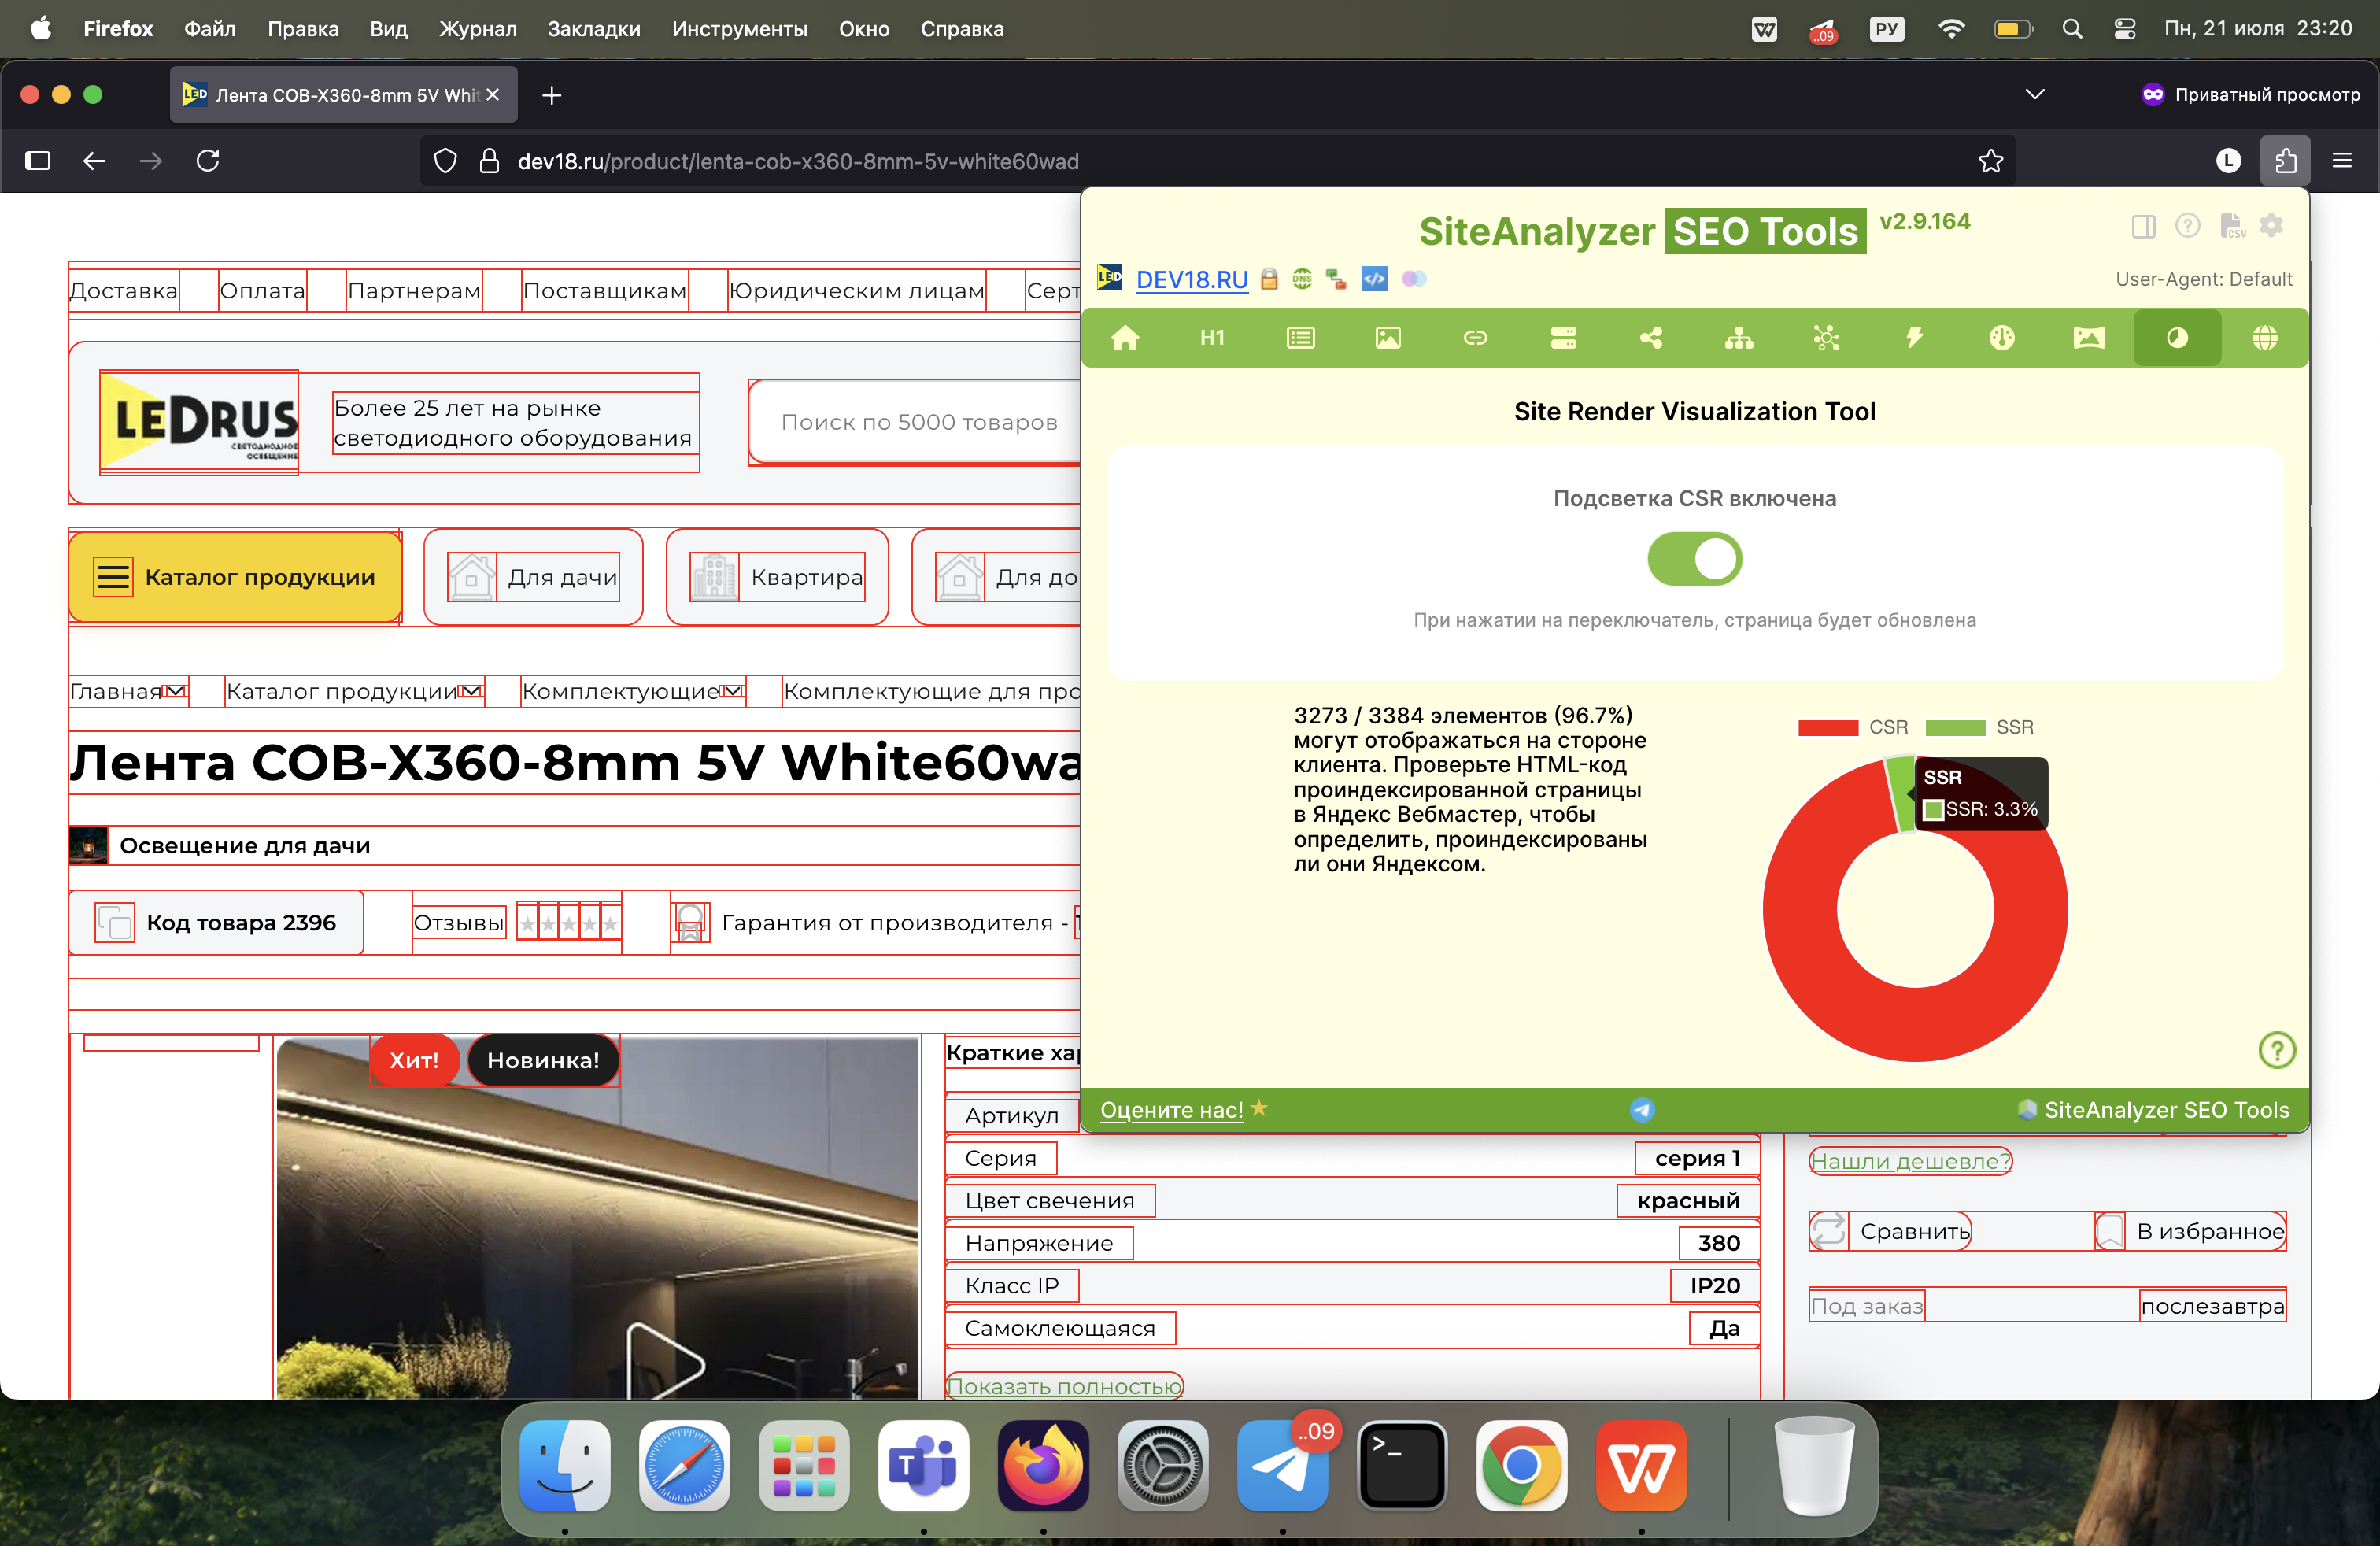 Firefox Файл Правка Вид Журнал Закладки Инструменты Окно Справка
..09 РУ Пн, 21 июля 23:20
LED Лента COB-X360-8mm 5V Whi
Приватный просмотр
dev18.ru/product/lenta-cob-x360-8mm-5v-white60wad
L
Доставка Оплата Партнерам Поставщикам Юридическим лицам Серт
LEDRUS
СВЕТОДИОДНОЕ
ОСВЕЩЕНИЕ
Более 25 лет на рынке
светодиодного оборудования
Поиск по 5000 товаров
Каталог продукции Для дачи Квартира Для до
Главная Каталог продукции Комплектующие Комплектующие для про
Лента COB-X360-8mm 5V White60wa
Освещение для дачи
Код товара 2396 Отзывы Гарантия от производителя -
Хит! Новинка!
Краткие хар
Артикул
Серия серия 1
Цвет свечения красный
Напряжение 380
Класс IP IP20
Самоклеющаяся Да
Показать полностью
Нашли дешевле?
Сравнить В избранное
Под заказ послезавтра
SiteAnalyzer SEO Tools v2.9.164
CSV
LED DEV18.RU DNS
User-Agent: Default
H1
Site Render Visualization Tool
Подсветка CSR включена
При нажатии на переключатель, страница будет обновлена
3273 / 3384 элементов (96.7%)
могут отображаться на стороне
клиента. Проверьте HTML-код
проиндексированной страницы
в Яндекс Вебмастер, чтобы
определить, проиндексированы
ли они Яндексом.
CSR SSR
SSR
SSR: 3.3%
Оцените нас!
SiteAnalyzer SEO Tools
..09